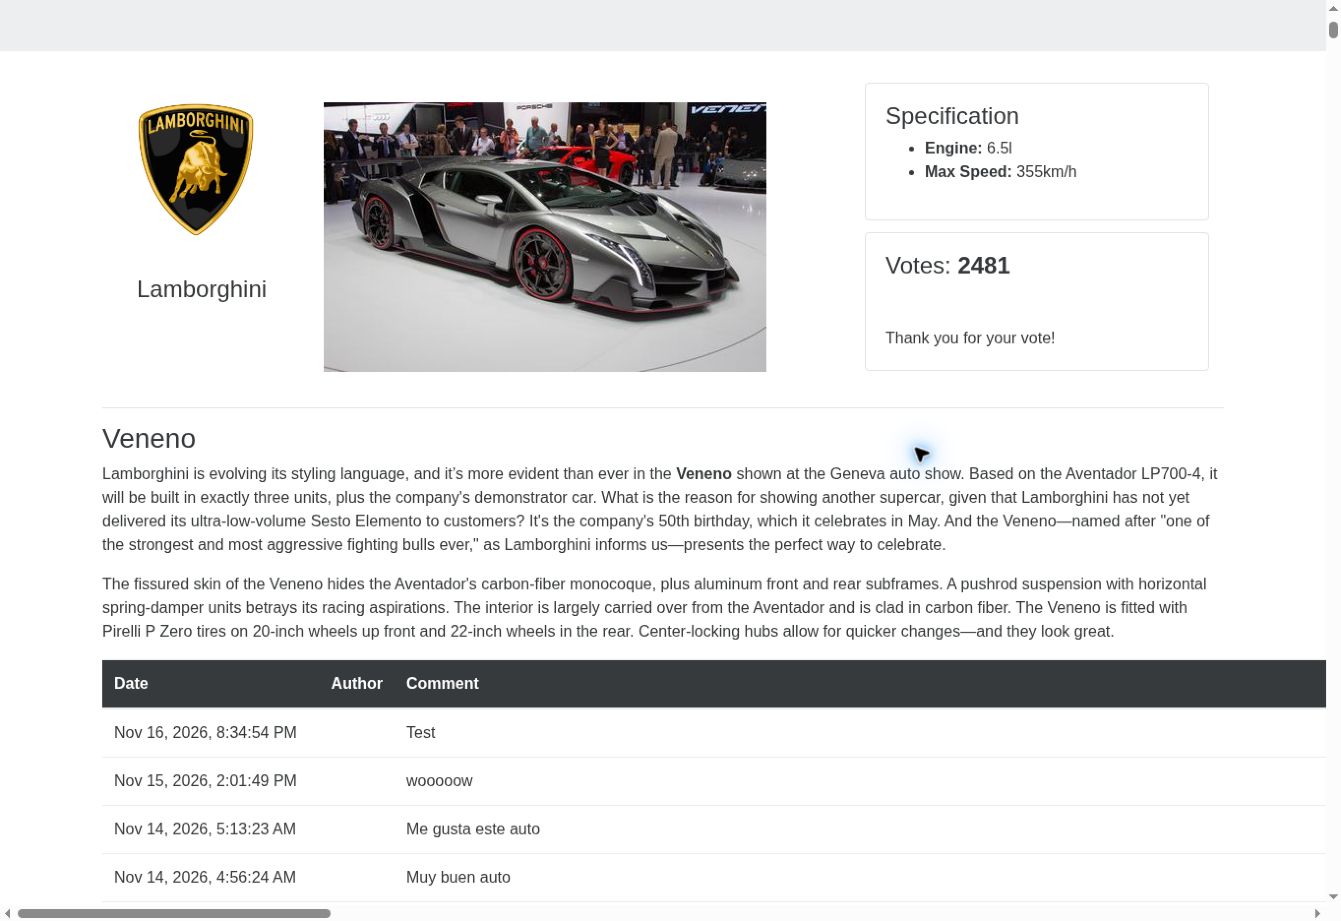 LAMBORGHINI
PORSCHE
Lamborghini
Specification
Engine: 6.5l
Max Speed: 355km/h
Votes: 2481
Thank you for your vote!
Veneno
Lamborghini is evolving its styling language, and it’s more evident than ever in the Veneno shown at the Geneva auto show. Based on the Aventador LP700-4, it
will be built in exactly three units, plus the company’s demonstrator car. What is the reason for showing another supercar, given that Lamborghini has not yet
delivered its ultra-low-volume Sesto Elemento to customers? It's the company's 50th birthday, which it celebrates in May. And the Veneno—named after "one of
the strongest and most aggressive fighting bulls ever," as Lamborghini informs us—presents the perfect way to celebrate.
The fissured skin of the Veneno hides the Aventador's carbon-fiber monocoque, plus aluminum front and rear subframes. A pushrod suspension with horizontal
spring-damper units betrays its racing aspirations. The interior is largely carried over from the Aventador and is clad in carbon fiber. The Veneno is fitted with
Pirelli P Zero tires on 20-inch wheels up front and 22-inch wheels in the rear. Center-locking hubs allow for quicker changes—and they look great.
Date Author Comment
Nov 16, 2026, 8:34:54 PM Test
Nov 15, 2026, 2:01:49 PM wooooow
Nov 14, 2026, 5:13:23 AM Me gusta este auto
Nov 14, 2026, 4:56:24 AM Muy buen auto